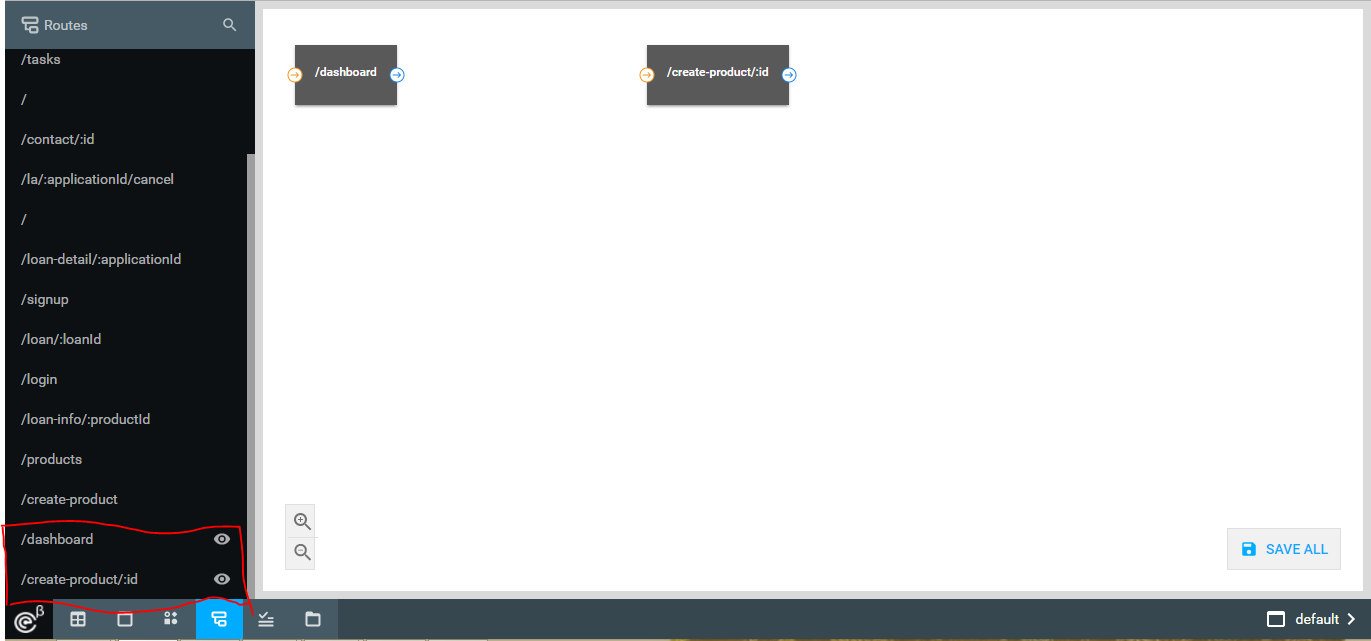 Routes
/tasks
/
/contact/:id
/la/:applicationId/cancel
/
/loan-detail/:applicationId
/signup
/loan/:loanId
/login
/loan-info/:productId
/products
/create-product
/dashboard
/create-product/:id
/dashboard
/create-product/:id
SAVE ALL
e β
default